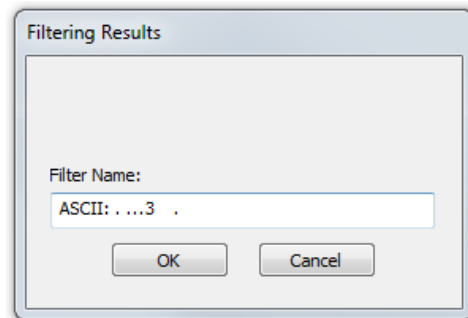 Filtering Results
Filter Name:
ASCII: . ...3   .
OK
Cancel